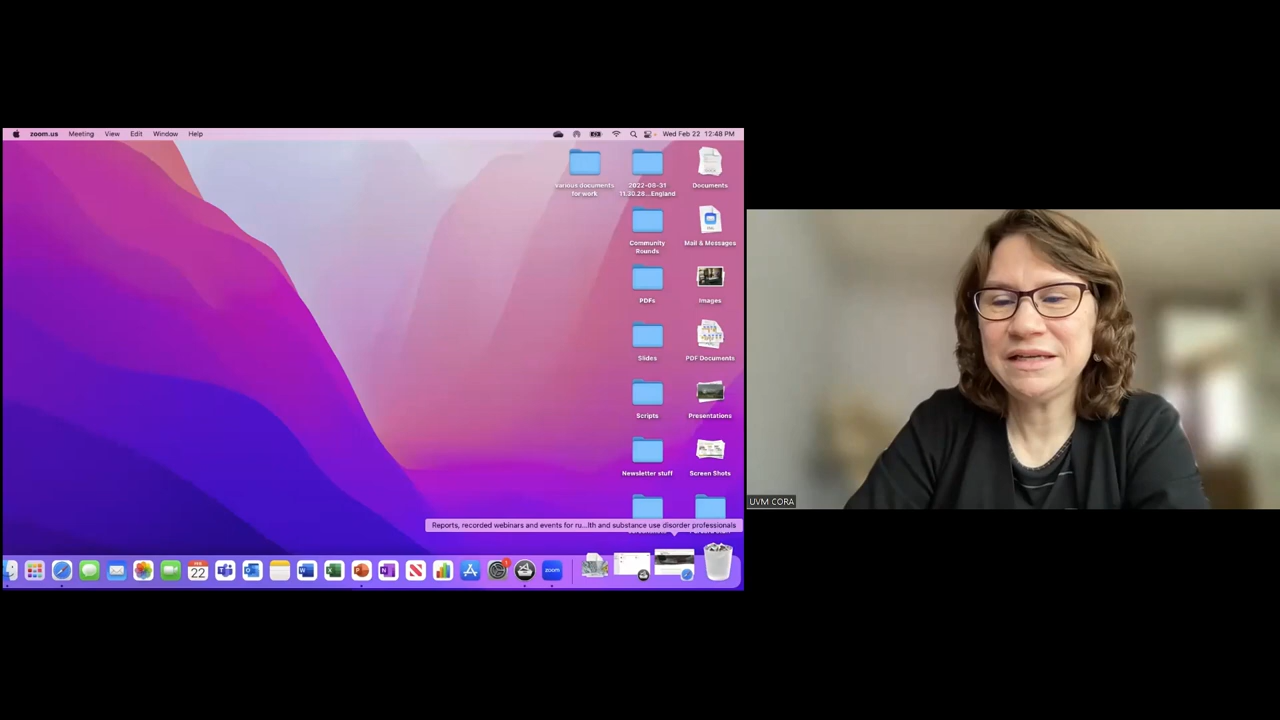 zoom.us Meeting View Edit Window Help Wed Feb 22 12:48 PM
various documents
for work
2022-08-31
11.30.28...England
Documents
Community
Rounds
Mail & Messages
PDFs
Images
Slides
PDF Documents
Scripts
Presentations
Newsletter stuff
Screen Shots
Reports, recorded webinars and events for ru...lth and substance use disorder professionals
22
zoom
UVM CORA